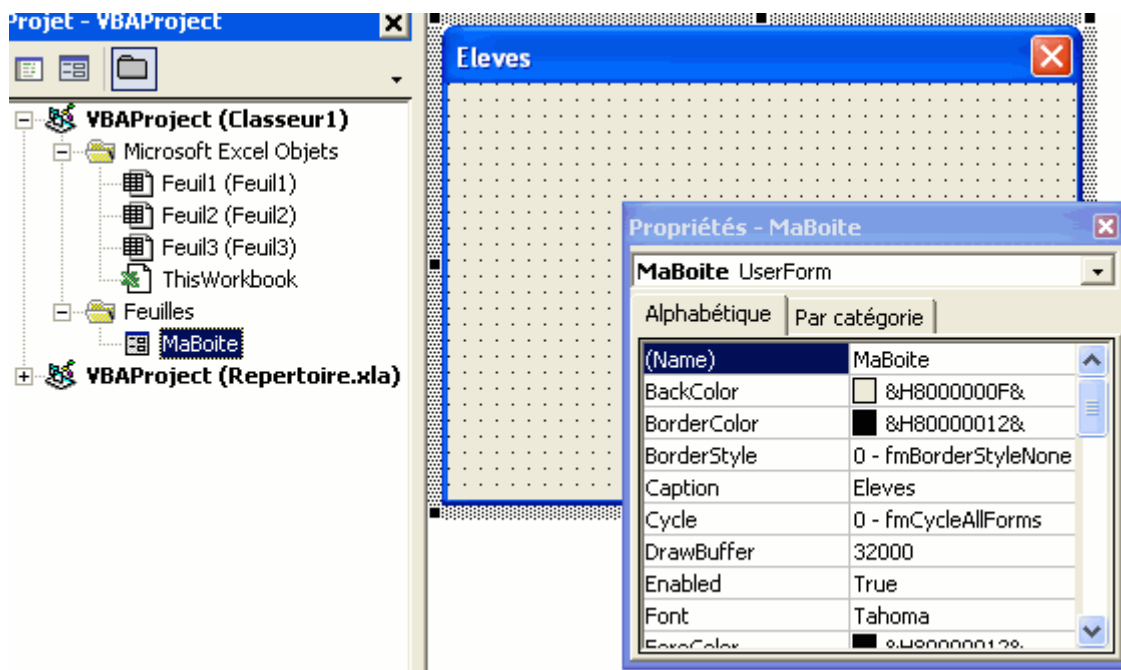 Projet - VBAProject
VBAProject (Classeur1)
Microsoft Excel Objets
Feuil1 (Feuil1)
Feuil2 (Feuil2)
Feuil3 (Feuil3)
ThisWorkbook
Feuilles
MaBoite
VBAProject (Repertoire.xla)
Eleves
Propriétés - MaBoite
MaBoite UserForm
Alphabétique Par catégorie
(Name) MaBoite
BackColor &H8000000F&
BorderColor &H80000012&
BorderStyle 0 - fmBorderStyleNone
Caption Eleves
Cycle 0 - fmCycleAllForms
DrawBuffer 32000
Enabled True
Font Tahoma
ForeColor &H80000012&